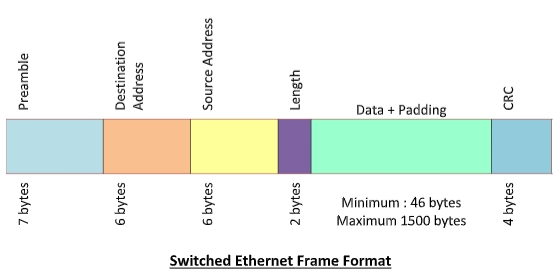 Preamble
Destination
Address
Source Address
Length
Data + Padding
CRC
7 bytes
6 bytes
6 bytes
2 bytes
Minimum : 46 bytes
Maximum 1500 bytes
4 bytes
Switched Ethernet Frame Format